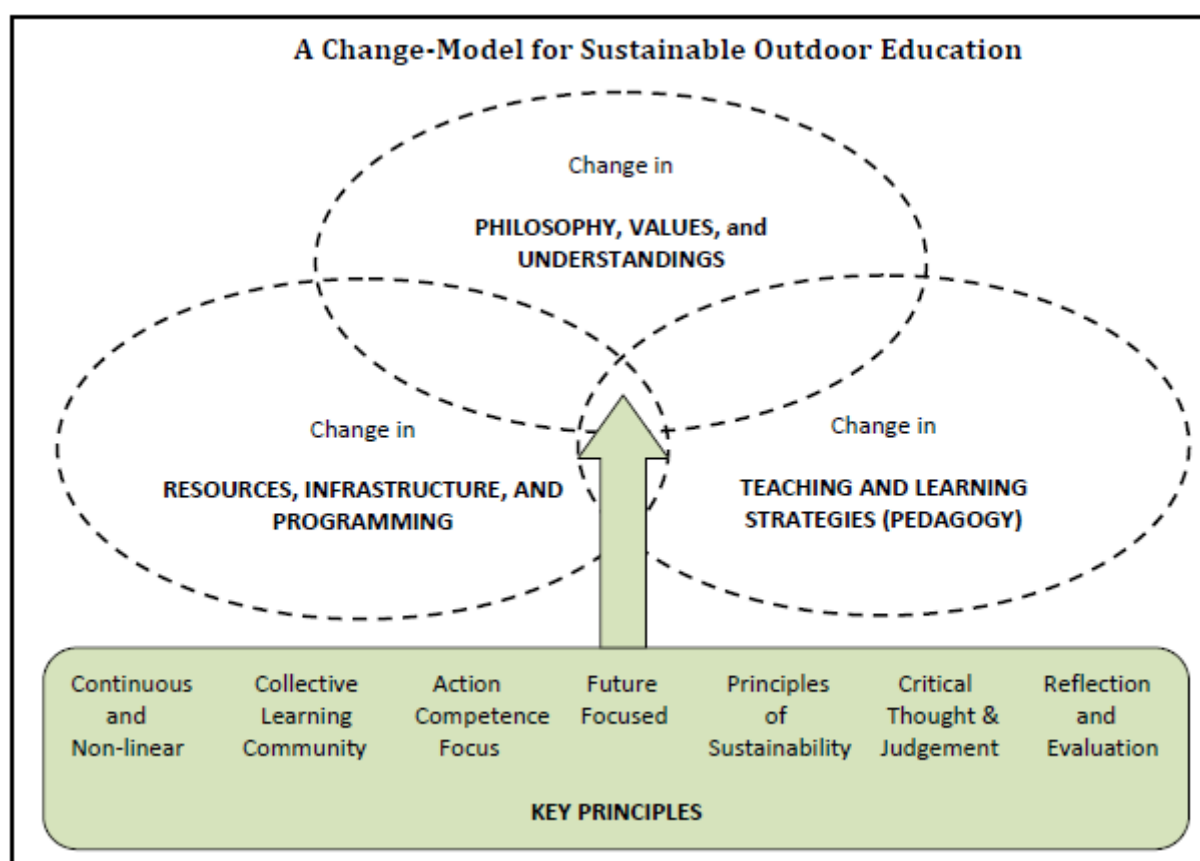 A Change-Model for Sustainable Outdoor Education
Change in
PHILOSOPHY, VALUES, and
UNDERSTANDINGS
Change in
RESOURCES, INFRASTRUCTURE, AND
PROGRAMMING
Change in
TEACHING AND LEARNING
STRATEGIES (PEDAGOGY)
Continuous
and
Non-linear
Collective
Learning
Community
Action
Competence
Focus
Future
Focused
Principles
of
Sustainability
Critical
Thought &
Judgement
Reflection
and
Evaluation
KEY PRINCIPLES